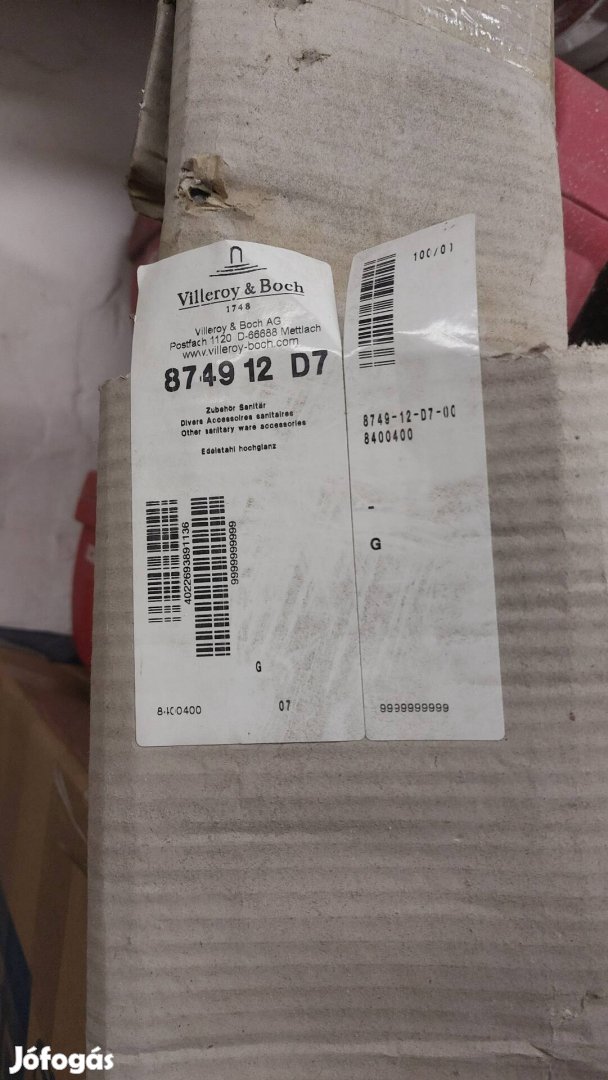 Villeroy & Boch
1748
Villeroy & Boch AG
Postfach 1120 D-66688 Mettlach
www.villeroy-boch.com
8749 12 D7
Zubehör Sanitär
Divers Accessoires sanitaires
Other sanitary ware accessories
Edelstahl hochglanz
4022693891136
9999999999
G
8400400
07
100/01
8749-12-D7-00
8400400
-
G
9999999999
Jófogás